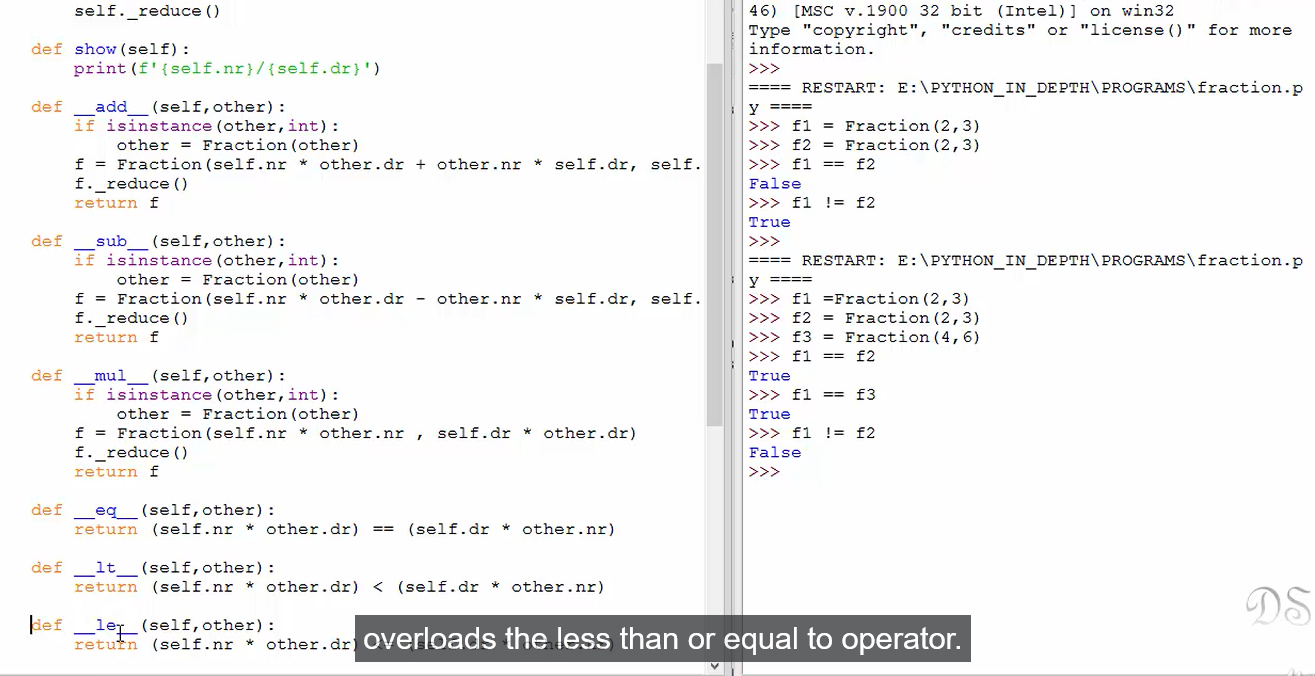 self._reduce()
def show(self):
print(f'{self.nr}/{self.dr}')
def __add__(self,other):
if isinstance(other,int):
other = Fraction(other)
f = Fraction(self.nr * other.dr + other.nr * self.dr, self.
f._reduce()
return f
def __sub__(self,other):
if isinstance(other,int):
other = Fraction(other)
f = Fraction(self.nr * other.dr - other.nr * self.dr, self.
f._reduce()
return f
def __mul__(self,other):
if isinstance(other,int):
other = Fraction(other)
f = Fraction(self.nr * other.nr , self.dr * other.dr)
f._reduce()
return f
def __eq__(self,other):
return (self.nr * other.dr) == (self.dr * other.nr)
def __lt__(self,other):
return (self.nr * other.dr) < (self.dr * other.nr)
def __le__(self,other):
return (self.nr * other.dr)
46) [MSC v.1900 32 bit (Intel)] on win32
Type "copyright", "credits" or "license()" for more
information.
>>>
==== RESTART: E:\PYTHON_IN_DEPTH\PROGRAMS\fraction.p
y ====
>>> f1 = Fraction(2,3)
>>> f2 = Fraction(2,3)
>>> f1 == f2
False
>>> f1 != f2
True
>>>
==== RESTART: E:\PYTHON_IN_DEPTH\PROGRAMS\fraction.p
y ====
>>> f1 =Fraction(2,3)
>>> f2 = Fraction(2,3)
>>> f3 = Fraction(4,6)
>>> f1 == f2
True
>>> f1 == f3
True
>>> f1 != f2
False
>>>
DS
overloads the less than or equal to operator.